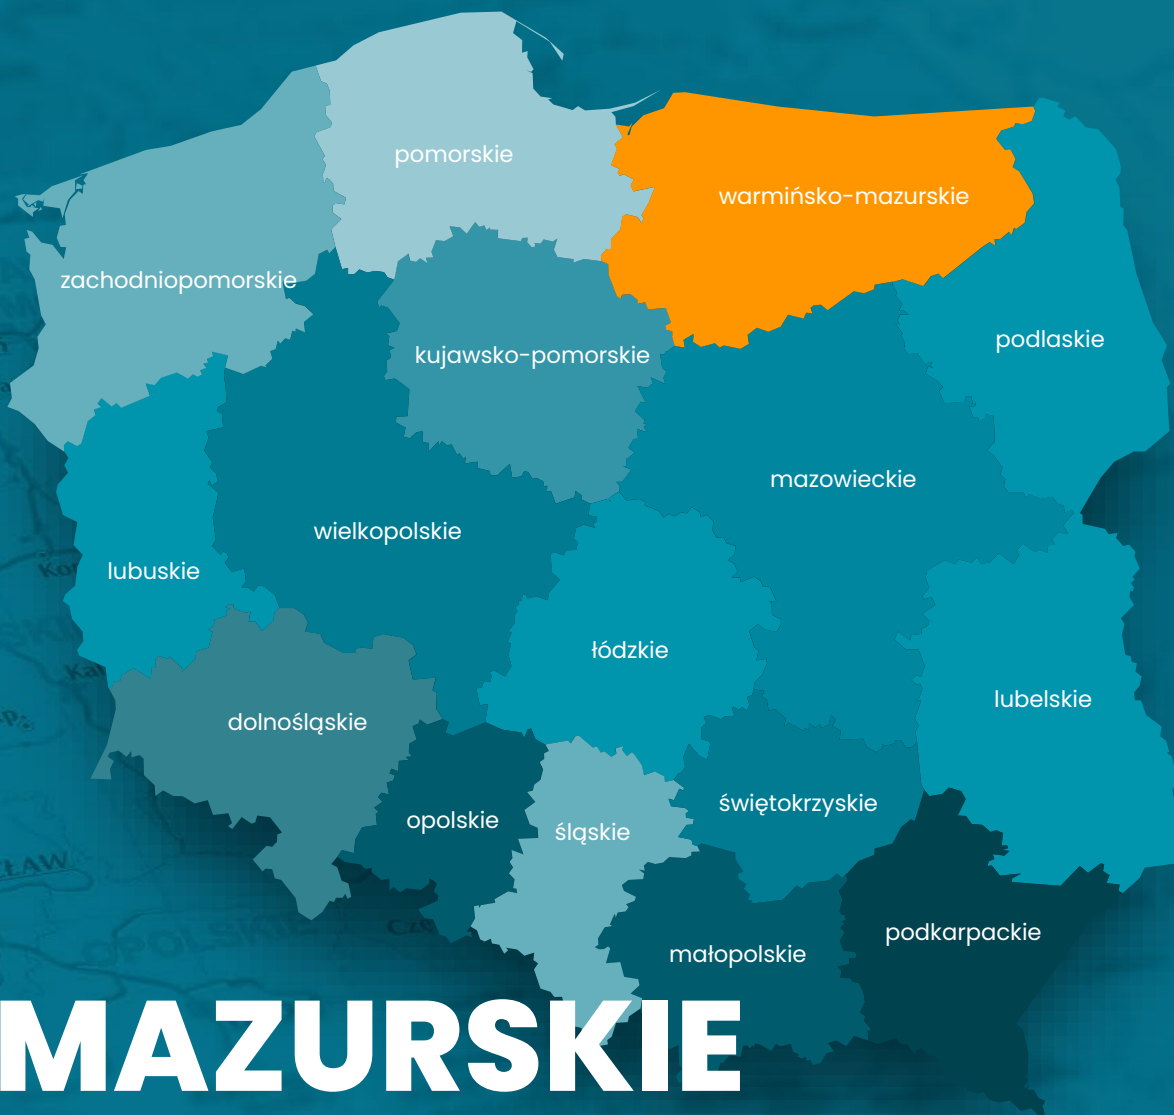 pomorskie
warmińsko-mazurskie
zachodniopomorskie
podlaskie
kujawsko-pomorskie
mazowieckie
wielkopolskie
lubuskie
łódzkie
lubelskie
dolnośląskie
świętokrzyskie
opolskie
śląskie
podkarpackie
małopolskie
MAZURSKIE